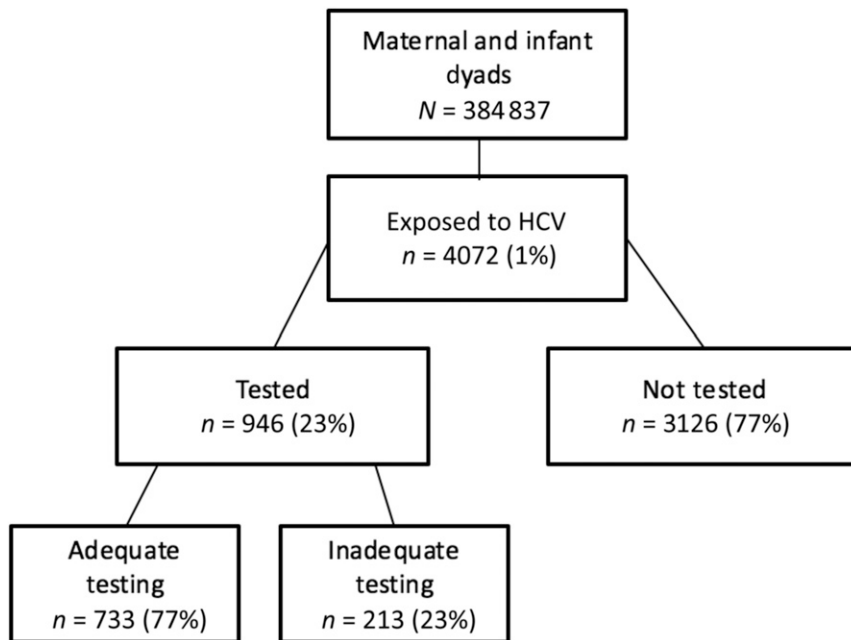 Maternal and infant
dyads
N = 384 837
Exposed to HCV
n = 4072 (1%)
Tested
n = 946 (23%)
Not tested
n = 3126 (77%)
Adequate
testing
n = 733 (77%)
Inadequate
testing
n = 213 (23%)